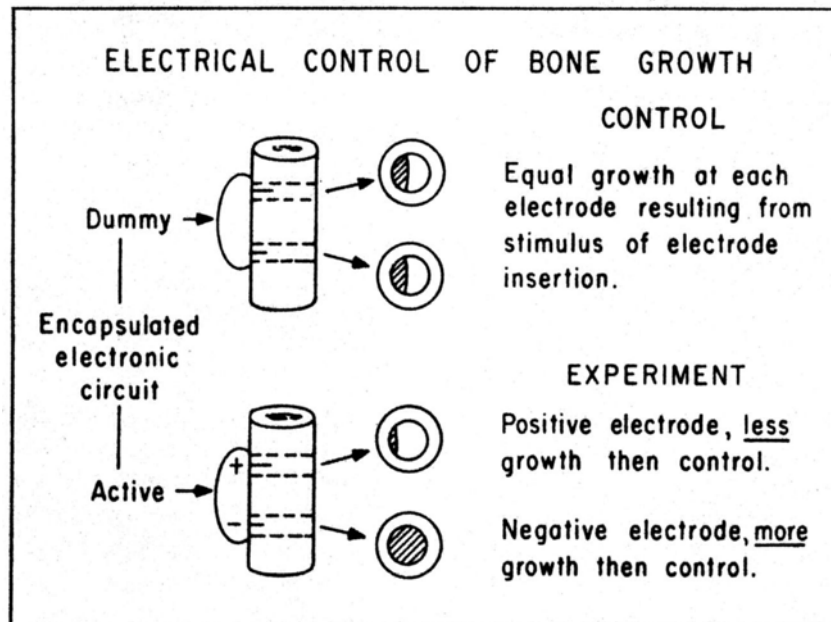 ELECTRICAL CONTROL OF BONE GROWTH
CONTROL
Equal growth at each
electrode resulting from
stimulus of electrode
insertion.
Dummy
Encapsulated
electronic
circuit
Active
+
-
EXPERIMENT
Positive electrode, less
growth then control.
Negative electrode, more
growth then control.